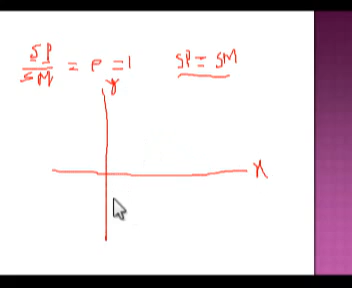 SP/SM = e = 1
SP = SM
Y
X